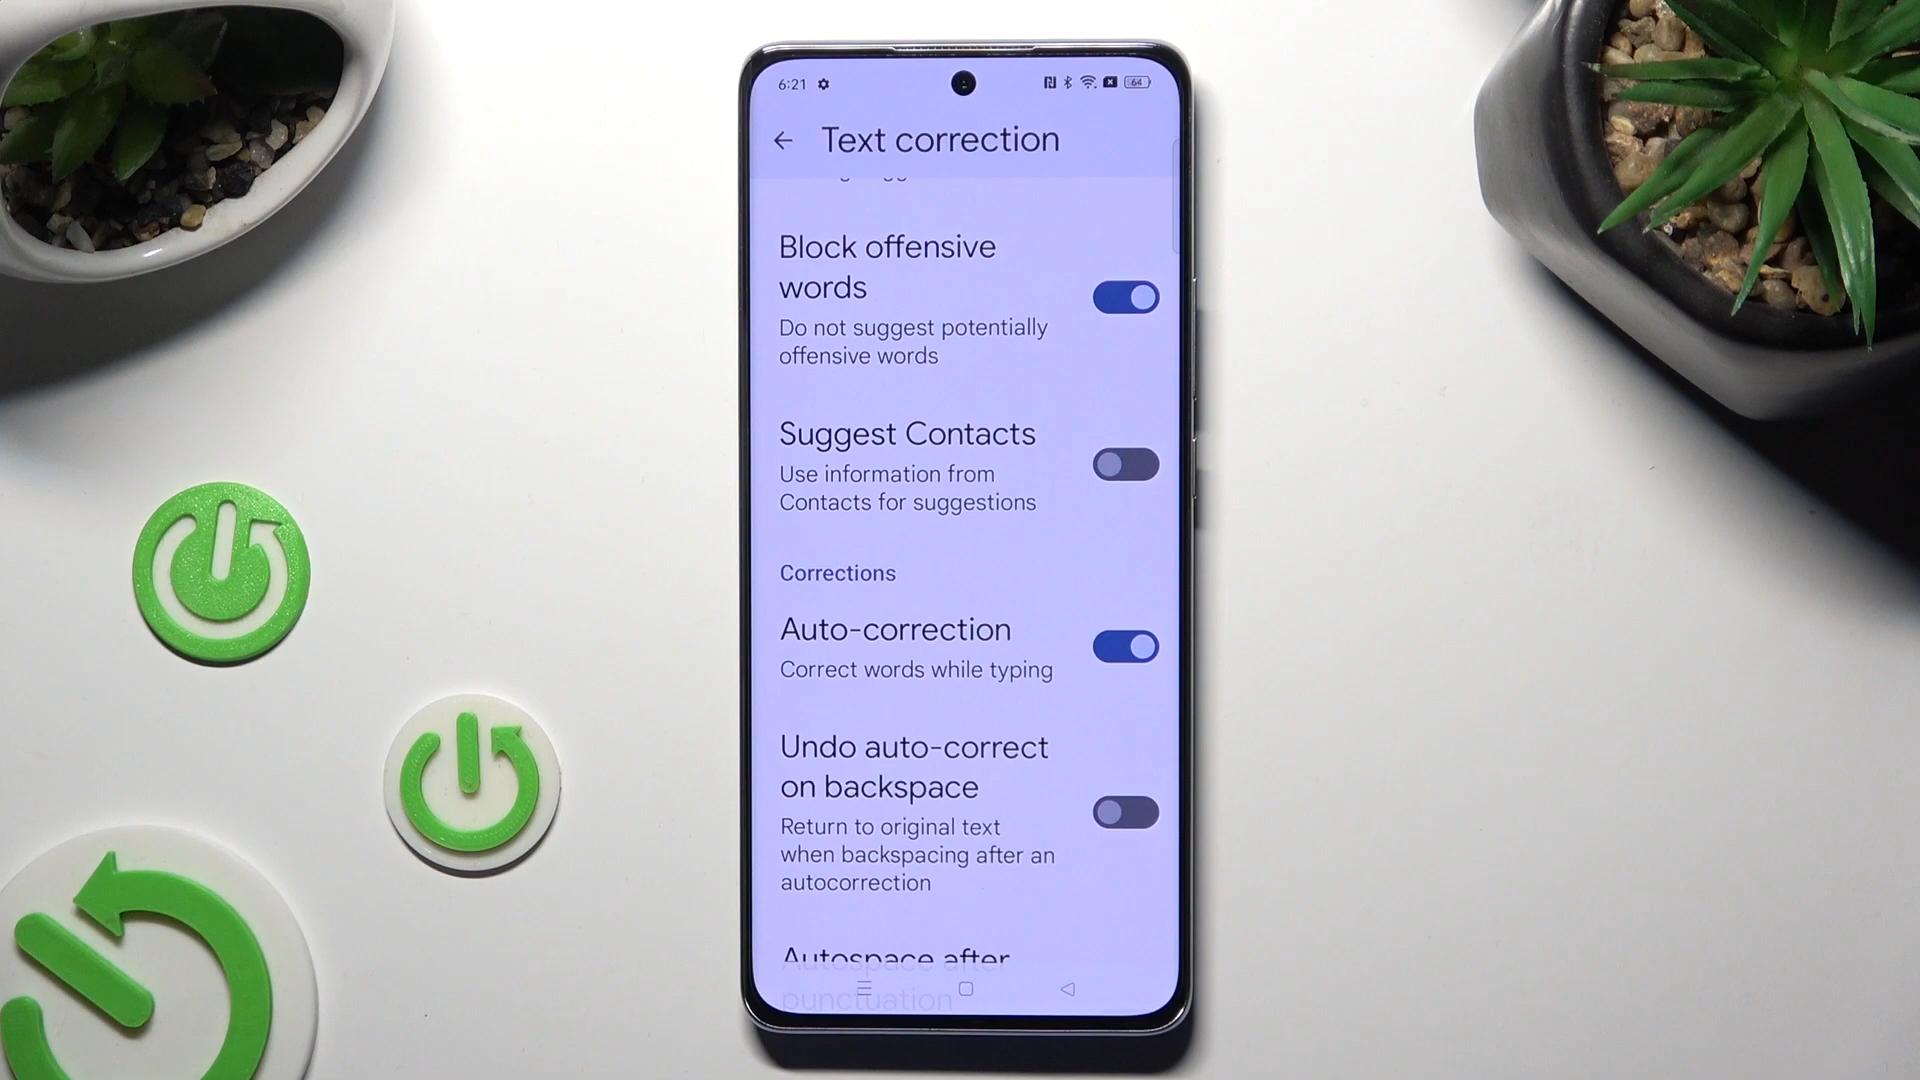 6:21
64
Text correction
Block offensive
words
Do not suggest potentially
offensive words
Suggest Contacts
Use information from
Contacts for suggestions
Corrections
Auto-correction
Correct words while typing
Undo auto-correct
on backspace
Return to original text
when backspacing after an
autocorrection
Autospace after
punctuation